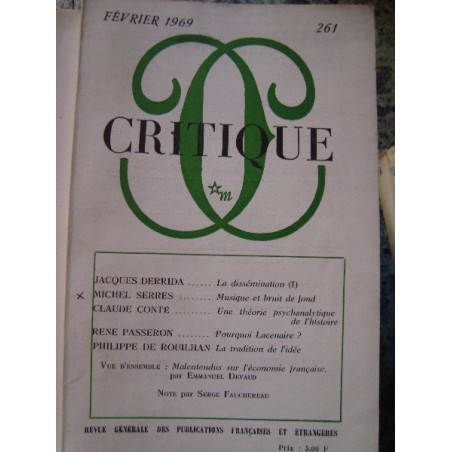 FÉVRIER 1969 261
CRITIQUE
m
JACQUES DERRIDA ...... La dissémination (I)
x MICHEL SERRES ........ Musique et bruit de fond
CLAUDE CONTÉ ........ Une théorie psychanalytique
de l'histoire
RENE PASSERON ........ Pourquoi Lacenaire ?
PHILIPPE DE ROUILHAN La tradition de l'idée
VUE D'ENSEMBLE : Malentendus sur l'économie française,
par EMMANUEL DEVAUD
NOTE par SERGE FAUCHEREAU
REVUE GÉNÉRALE DES PUBLICATIONS FRANÇAISES ET ÉTRANGÈRES
Prix : 5,00 F